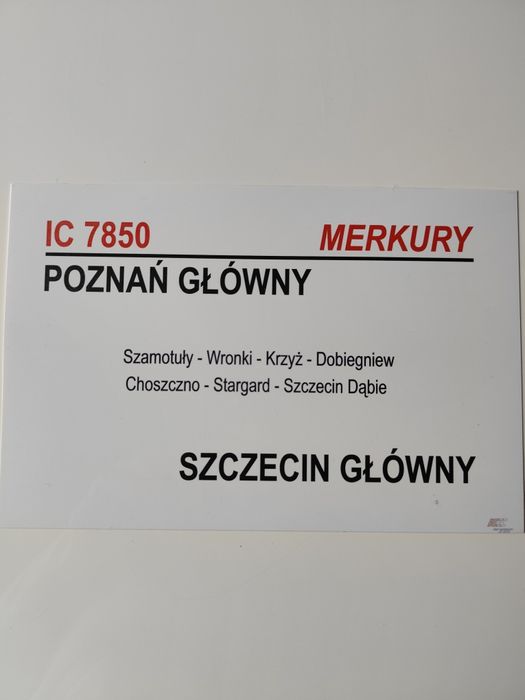 IC 7850 MERKURY
POZNAŃ GŁÓWNY
Szamotuły - Wronki - Krzyż - Dobiegniew
Choszczno - Stargard - Szczecin Dąbie
SZCZECIN GŁÓWNY